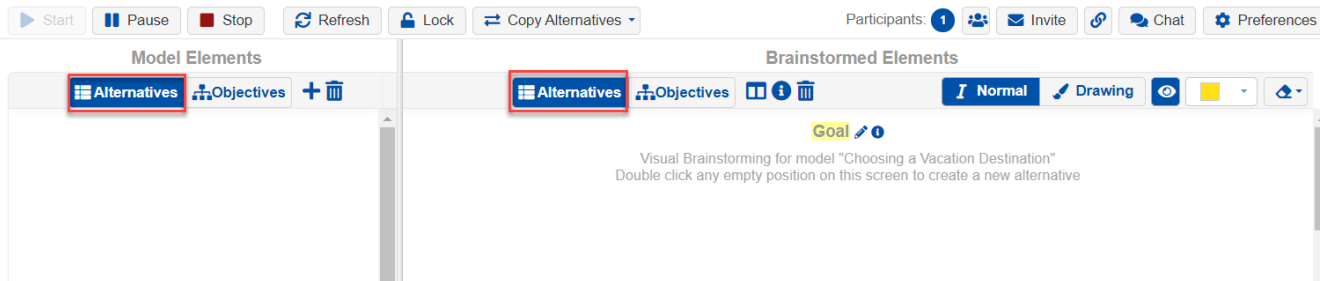 Start Pause Stop Refresh Lock Copy Alternatives Participants: 1 Invite Chat Preferences
Model Elements
Brainstormed Elements
Alternatives Objectives
Alternatives Objectives Normal Drawing
Goal
Visual Brainstorming for model "Choosing a Vacation Destination"
Double click any empty position on this screen to create a new alternative